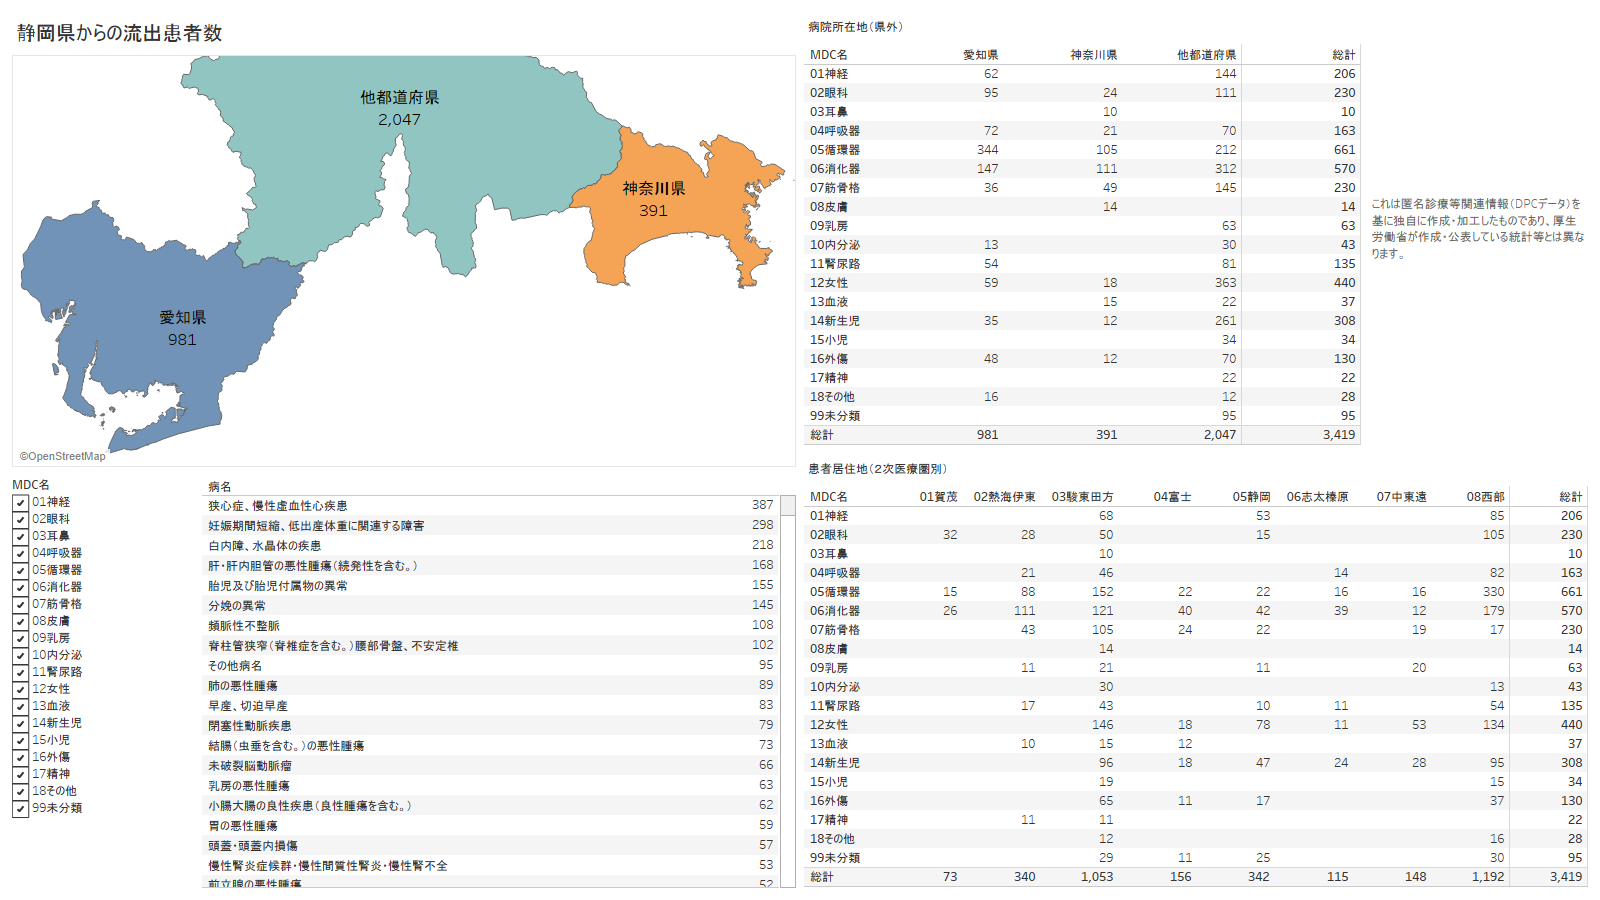 静岡県からの流出患者数
他都道府県
2,047
神奈川県
391
愛知県
981
©OpenStreetMap
病院所在地（県外）
MDC名 愛知県 神奈川県 他都道府県 総計
01神経 62 144 206
02眼科 95 24 111 230
03耳鼻 10 10
04呼吸器 72 21 70 163
05循環器 344 105 212 661
06消化器 147 111 312 570
07筋骨格 36 49 145 230
08皮膚 14 14
09乳房 63 63
10内分泌 13 30 43
11腎尿路 54 81 135
12女性 59 18 363 440
13血液 15 22 37
14新生児 35 12 261 308
15小児 34 34
16外傷 48 12 70 130
17精神 22 22
18その他 16 12 28
99未分類 95 95
総計 981 391 2,047 3,419
これは匿名診療等関連情報（DPCデータ）を
基に独自に作成・加工したものであり、厚生
労働省が作成・公表している統計等とは異な
ります。
MDC名
01神経
02眼科
03耳鼻
04呼吸器
05循環器
06消化器
07筋骨格
08皮膚
09乳房
10内分泌
11腎尿路
12女性
13血液
14新生児
15小児
16外傷
17精神
18その他
99未分類
病名
狭心症、慢性虚血性心疾患 387
妊娠期間短縮、低出産体重に関連する障害 298
白内障、水晶体の疾患 218
肝・肝内胆管の悪性腫瘍（続発性を含む。） 168
胎児及び胎児付属物の異常 155
分娩の異常 145
頻脈性不整脈 108
脊柱管狭窄（脊椎症を含む。）腰部骨盤、不安定椎 102
その他病名 95
肺の悪性腫瘍 89
早産、切迫早産 83
閉塞性動脈疾患 79
結腸（虫垂を含む。）の悪性腫瘍 73
未破裂脳動脈瘤 66
乳房の悪性腫瘍 63
小腸大腸の良性疾患（良性腫瘍を含む。） 62
胃の悪性腫瘍 59
頭蓋・頭蓋内損傷 57
慢性腎炎症候群・慢性間質性腎炎・慢性腎不全 53
前立腺の悪性腫瘍 52
患者居住地（2次医療圏別）
MDC名 01賀茂 02熱海伊東 03駿東田方 04富士 05静岡 06志太榛原 07中東遠 08西部 総計
01神経 68 53 85 206
02眼科 32 28 50 15 105 230
03耳鼻 10 10
04呼吸器 21 46 14 82 163
05循環器 15 88 152 22 22 16 16 330 661
06消化器 26 111 121 40 42 39 12 179 570
07筋骨格 43 105 24 22 19 17 230
08皮膚 14 14
09乳房 11 21 11 20 63
10内分泌 30 13 43
11腎尿路 17 43 10 11 54 135
12女性 146 18 78 11 53 134 440
13血液 10 15 12 37
14新生児 96 18 47 24 28 95 308
15小児 19 15 34
16外傷 65 11 17 37 130
17精神 11 11 22
18その他 12 16 28
99未分類 29 11 25 30 95
総計 73 340 1,053 156 342 115 148 1,192 3,419